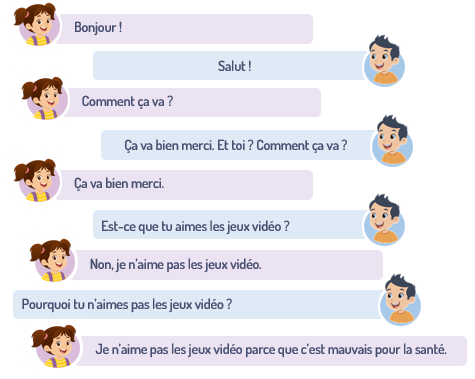 Bonjour !
Salut !
Comment ça va ?
Ça va bien merci. Et toi ? Comment ça va ?
Ça va bien merci.
Est-ce que tu aimes les jeux vidéo ?
Non, je n'aime pas les jeux vidéo.
Pourquoi tu n'aimes pas les jeux vidéo ?
Je n'aime pas les jeux vidéo parce que c'est mauvais pour la santé.